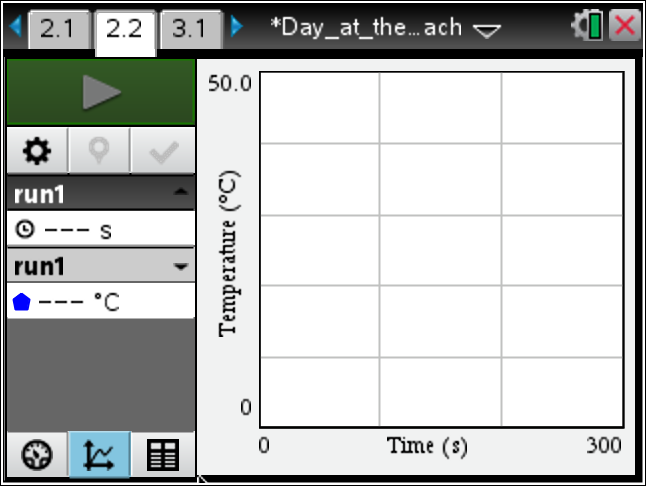 2.1 2.2 3.1 *Day_at_the...ach
run1
--- s
run1
--- °C
50.0
Temperature (°C)
0
0 Time (s) 300